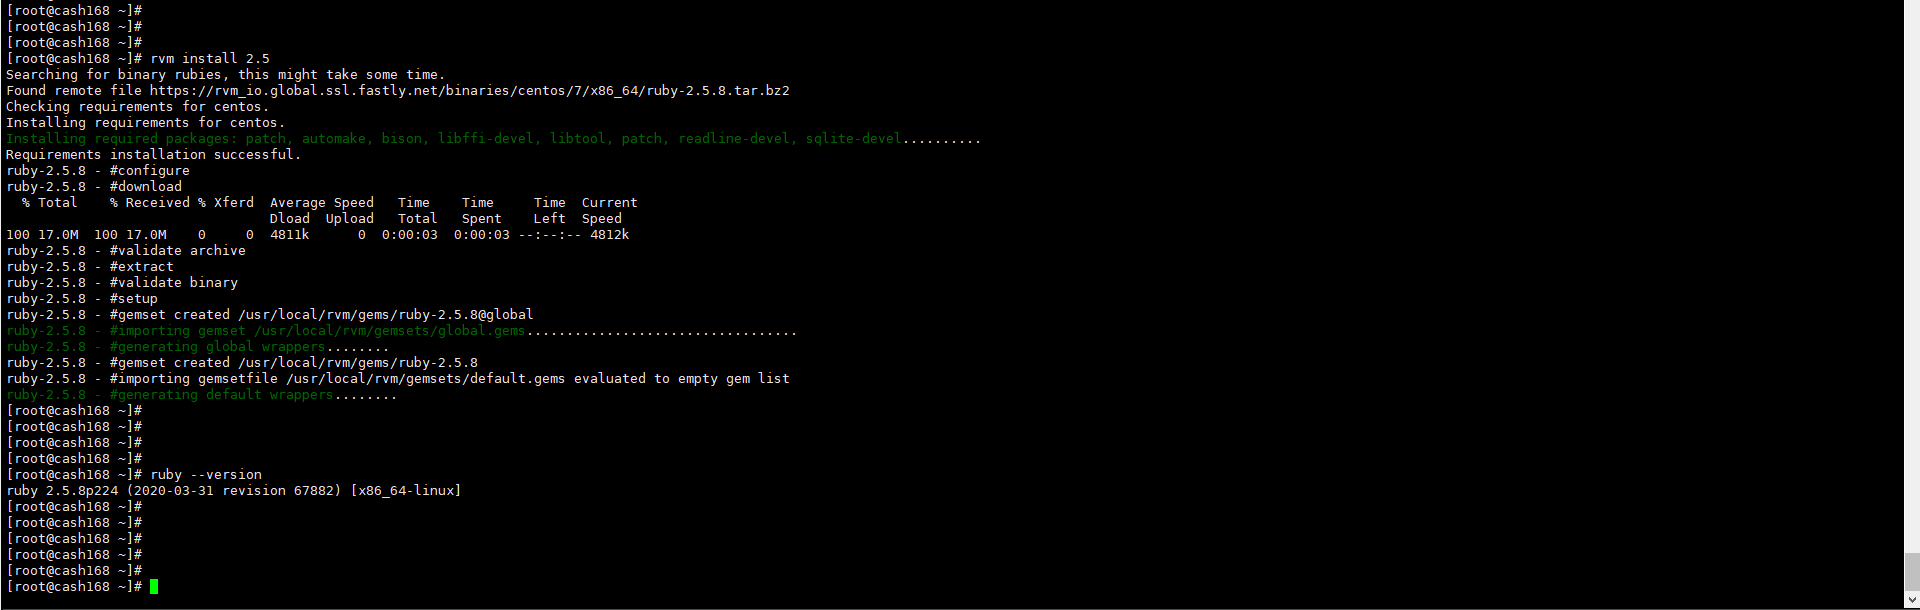 [root@cash168 ~]#
[root@cash168 ~]#
[root@cash168 ~]#
[root@cash168 ~]# rvm install 2.5
Searching for binary rubies, this might take some time.
Found remote file https://rvm_io.global.ssl.fastly.net/binaries/centos/7/x86_64/ruby-2.5.8.tar.bz2
Checking requirements for centos.
Installing requirements for centos.
Installing required packages: patch, automake, bison, libffi-devel, libtool, patch, readline-devel, sqlite-devel..........
Requirements installation successful.
ruby-2.5.8 - #configure
ruby-2.5.8 - #download
  % Total    % Received % Xferd  Average Speed   Time    Time     Time  Current
                                 Dload  Upload   Total   Spent    Left  Speed
100 17.0M  100 17.0M    0     0  4811k      0  0:00:03  0:00:03 --:--:-- 4812k
ruby-2.5.8 - #validate archive
ruby-2.5.8 - #extract
ruby-2.5.8 - #validate binary
ruby-2.5.8 - #setup
ruby-2.5.8 - #gemset created /usr/local/rvm/gems/ruby-2.5.8@global
ruby-2.5.8 - #importing gemset /usr/local/rvm/gemsets/global.gems..................................
ruby-2.5.8 - #generating global wrappers........
ruby-2.5.8 - #gemset created /usr/local/rvm/gems/ruby-2.5.8
ruby-2.5.8 - #importing gemsetfile /usr/local/rvm/gemsets/default.gems evaluated to empty gem list
ruby-2.5.8 - #generating default wrappers........
[root@cash168 ~]#
[root@cash168 ~]#
[root@cash168 ~]#
[root@cash168 ~]#
[root@cash168 ~]# ruby --version
ruby 2.5.8p224 (2020-03-31 revision 67882) [x86_64-linux]
[root@cash168 ~]#
[root@cash168 ~]#
[root@cash168 ~]#
[root@cash168 ~]#
[root@cash168 ~]#
[root@cash168 ~]#